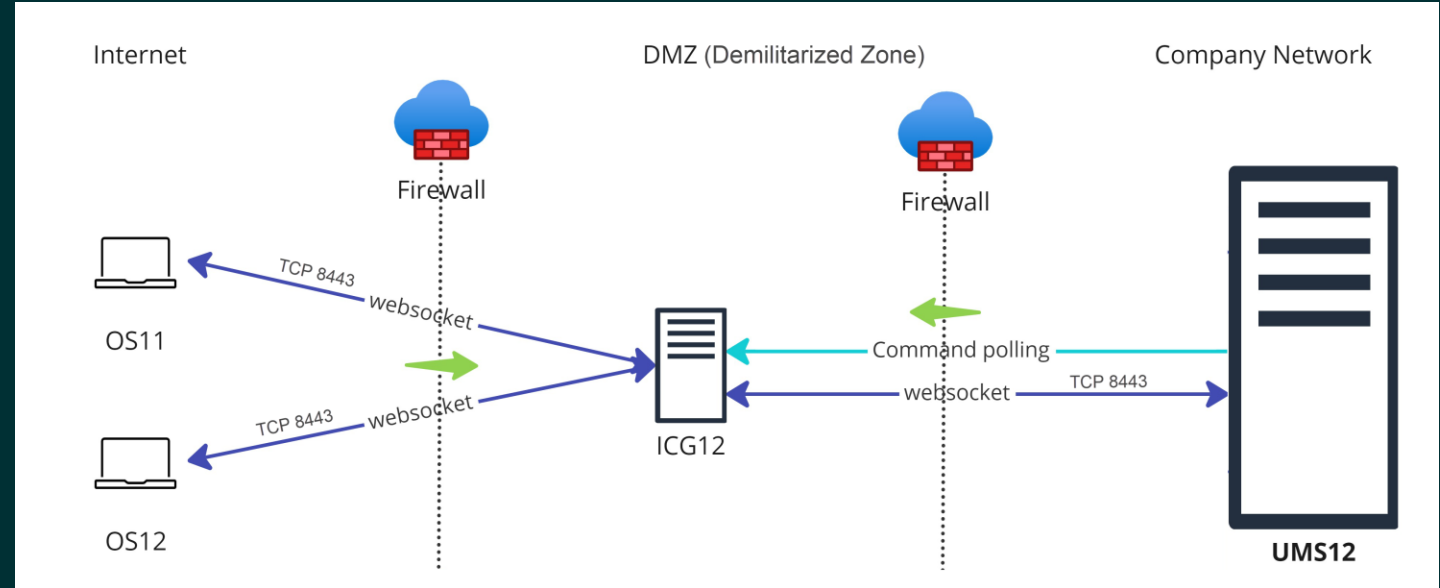 Internet
DMZ (Demilitarized Zone)
Company Network
Firewall
Firewall
TCP 8443
websocket
OS11
Command polling
TCP 8443
websocket
TCP 8443
websocket
ICG12
OS12
UMS12